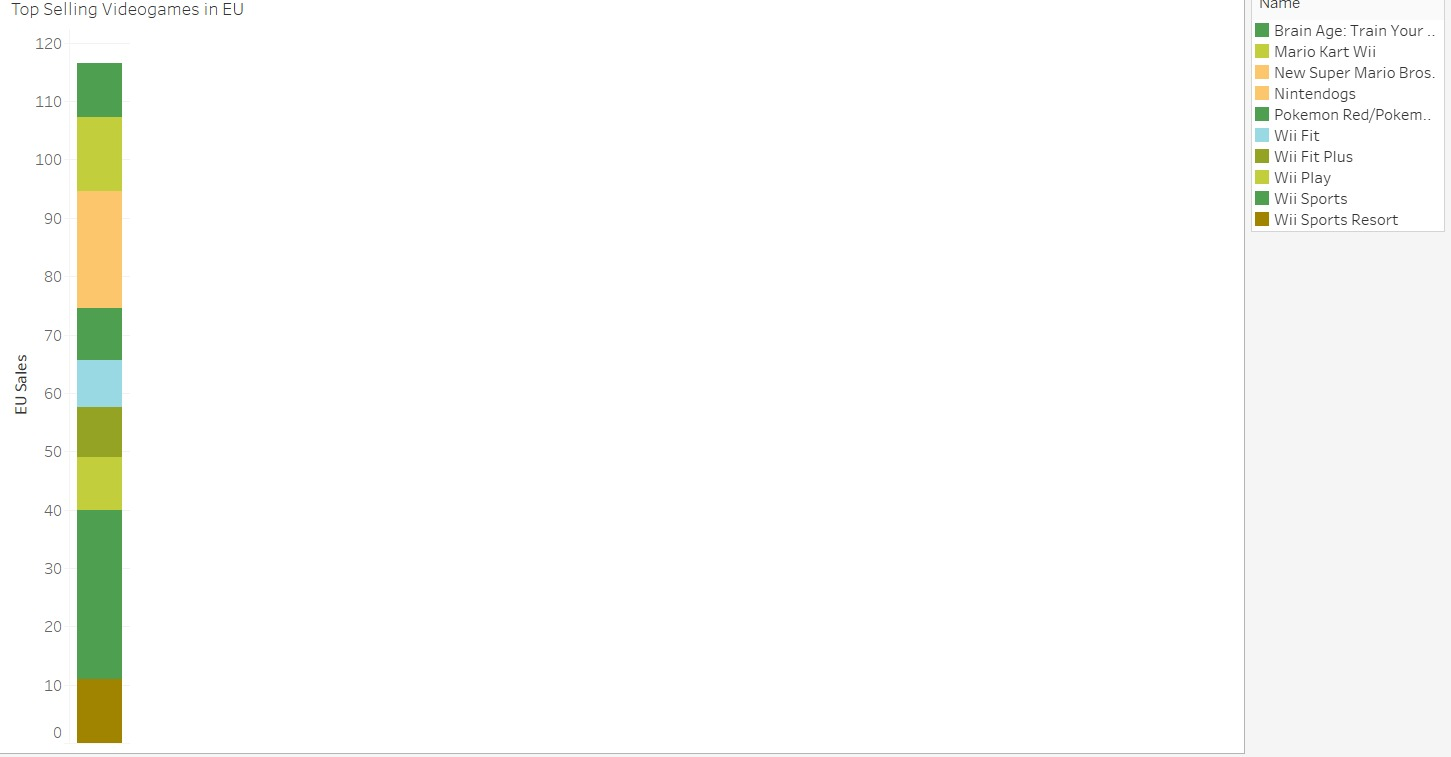 Top Selling Videogames in EU
120
110
100
90
80
70
60
50
40
30
20
10
0
EU Sales
Name
Brain Age: Train Your ..
Mario Kart Wii
New Super Mario Bros.
Nintendogs
Pokemon Red/Pokem..
Wii Fit
Wii Fit Plus
Wii Play
Wii Sports
Wii Sports Resort